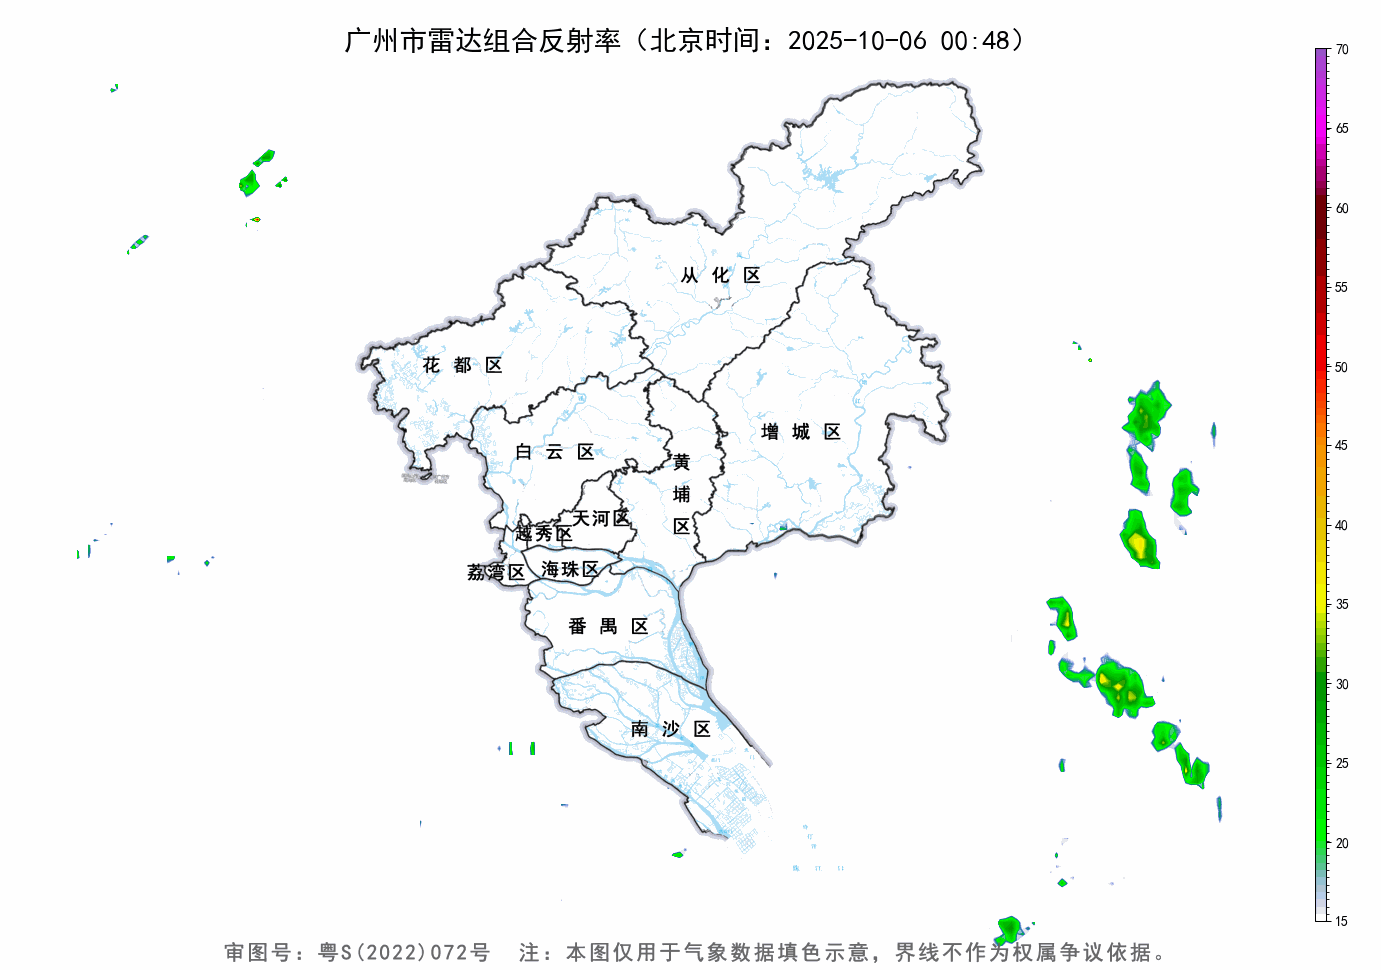 广州市雷达组合反射率（北京时间：2025-10-06 00:48）
70
65
60
55
50
45
40
35
30
25
20
15
从化区
花都区
增城区
白云区
黄埔区
天河区
越秀区
荔湾区
海珠区
番禺区
南沙区
审图号：粤S(2022)072号 注：本图仅用于气象数据填色示意，界线不作为权属争议依据。